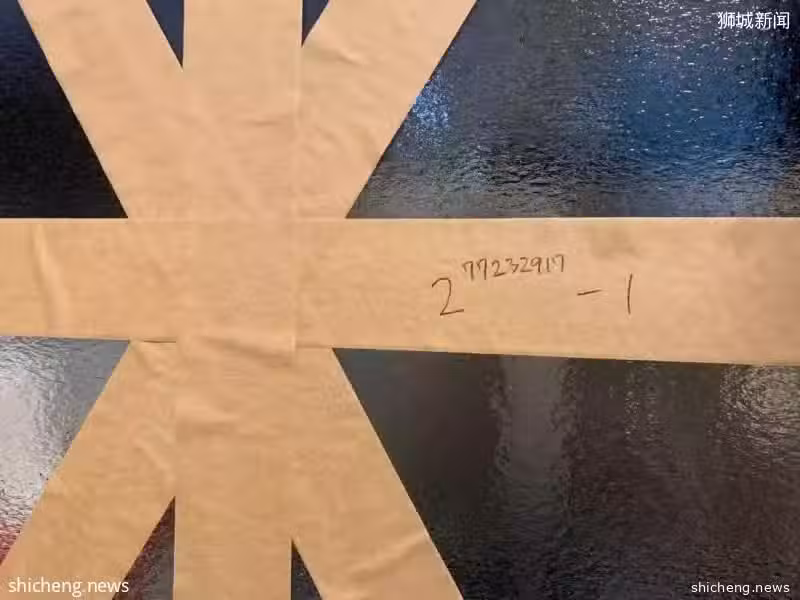 狮城新闻
2^77232917 - 1
shicheng.news
shicheng.news